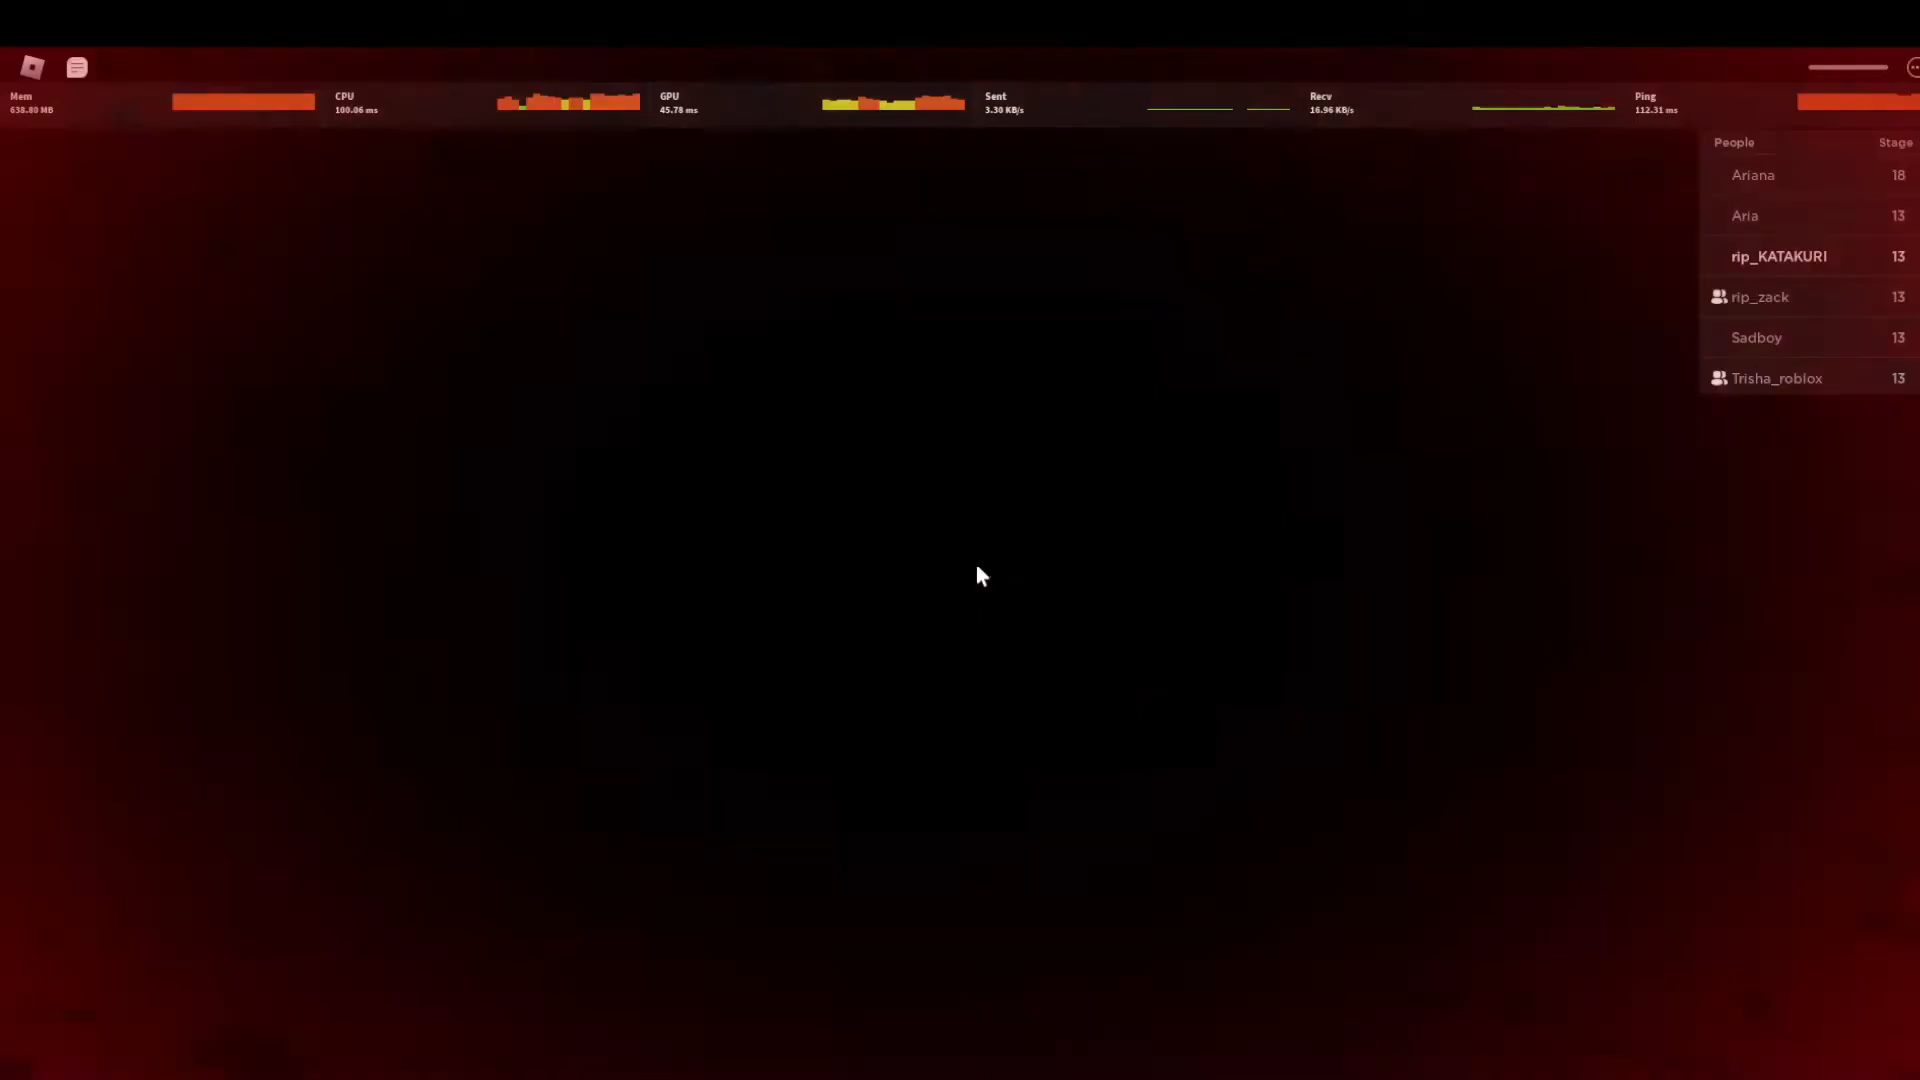 Mem CPU GPU Sent Recv Ping
638.80 MB 100.06 ms 45.78 ms 3.30 KB/s 16.96 KB/s 112.31 ms
People Stage
Ariana 18
Aria 13
rip_KATAKURI 13
rip_zack 13
Sadboy 13
Trisha_roblox 13